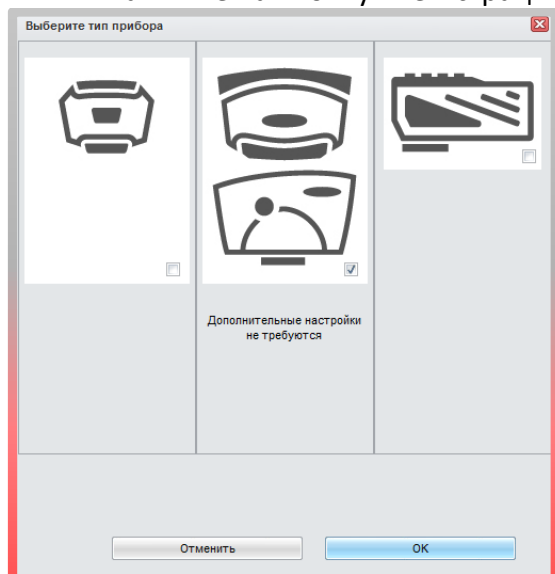 Выберите тип прибора
Дополнительные настройки
не требуются
Отменить
OK